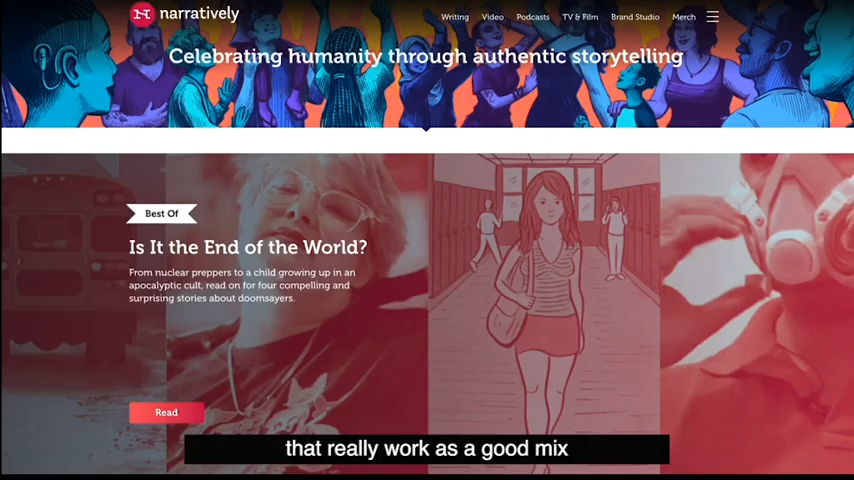 narratively
Writing Video Podcasts TV & Film Brand Studio Merch
Celebrating humanity through authentic storytelling
Best Of
Is It the End of the World?
From nuclear preppers to a child growing up in an
apocalyptic cult, read on for four compelling and
surprising stories about doomsayers.
Read
that really work as a good mix